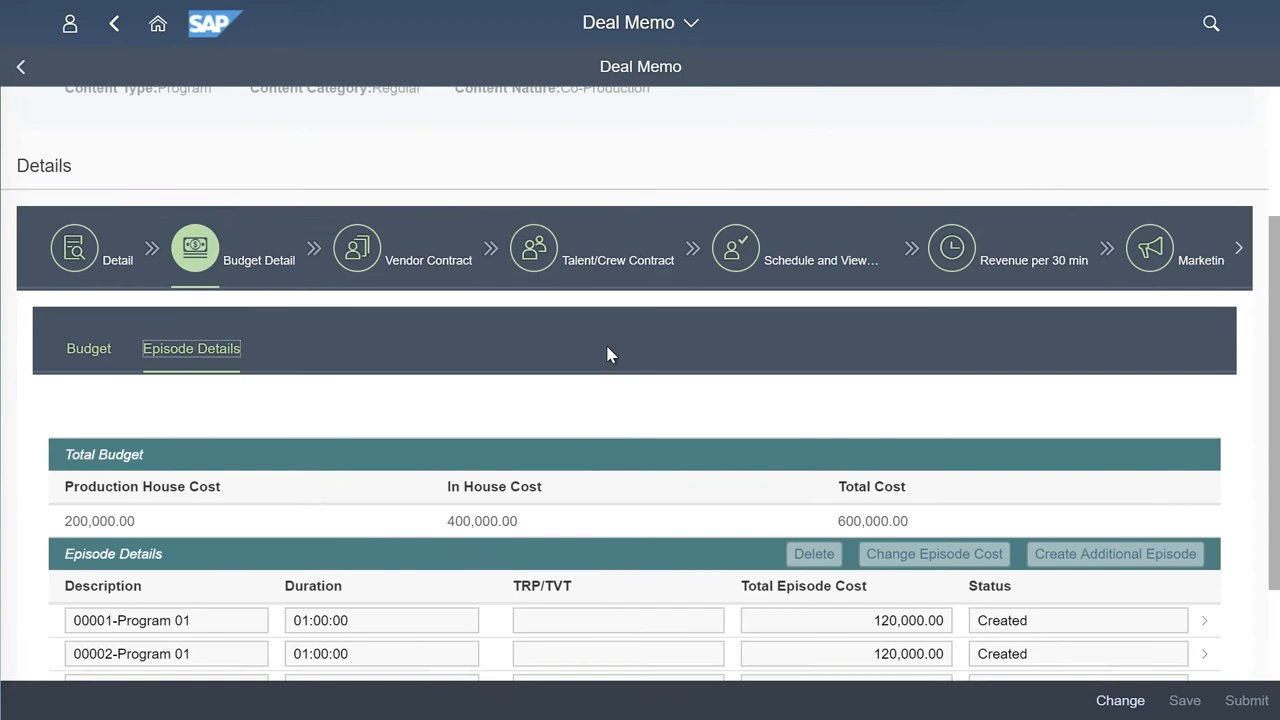 SAP
Deal Memo
Deal Memo
Content Type:Program Content Category:Regular Content Nature:Co-Production
Details
Detail Budget Detail Vendor Contract Talent/Crew Contract Schedule and View... Revenue per 30 min Marketin
Budget Episode Details
Total Budget
Production House Cost In House Cost Total Cost
200,000.00 400,000.00 600,000.00
Episode Details Delete Change Episode Cost Create Additional Episode
Description Duration TRP/TVT Total Episode Cost Status
00001-Program 01 01:00:00 120,000.00 Created
00002-Program 01 01:00:00 120,000.00 Created
Change Save Submit